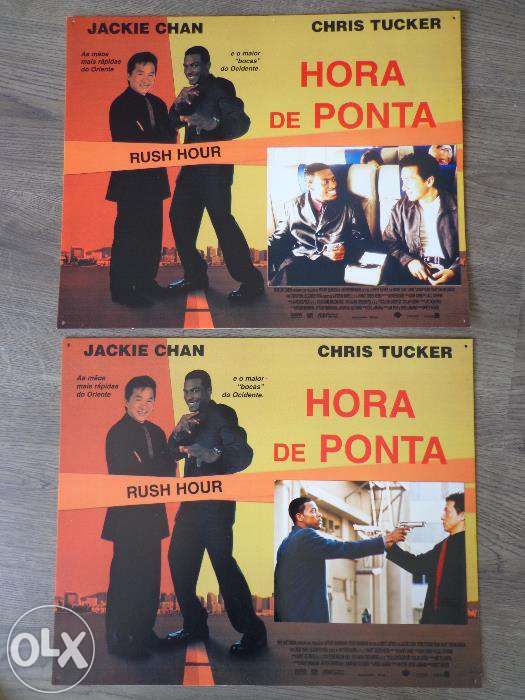 JACKIE CHAN
CHRIS TUCKER
As mãos
mais rápidas
do Oriente
e o maior
"bocas"
do Ocidente.
HORA
DE PONTA
RUSH HOUR
JACKIE CHAN
CHRIS TUCKER
As mãos
mais rápidas
do Oriente
e o maior
"bocas"
do Ocidente.
HORA
DE PONTA
RUSH HOUR
OLX